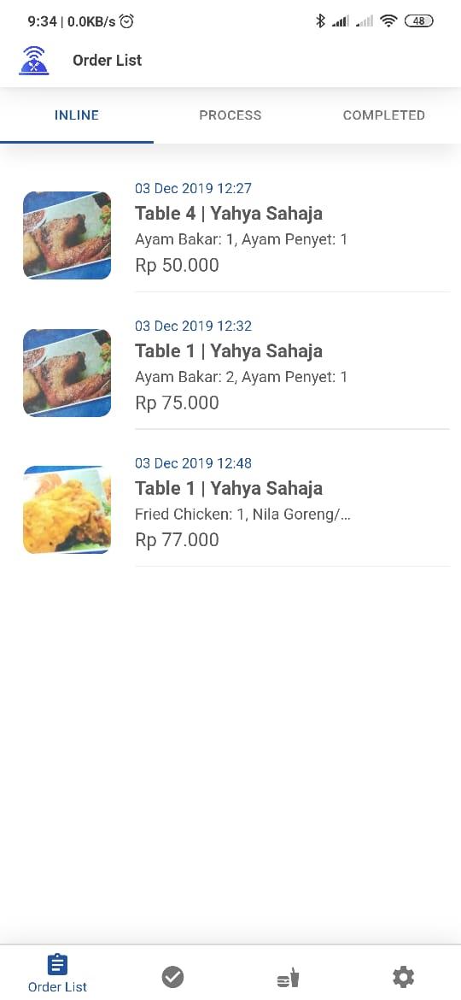 9:34 | 0.0KB/s
48
Order List
INLINE PROCESS COMPLETED
03 Dec 2019 12:27
Table 4 | Yahya Sahaja
Ayam Bakar: 1, Ayam Penyet: 1
Rp 50.000
03 Dec 2019 12:32
Table 1 | Yahya Sahaja
Ayam Bakar: 2, Ayam Penyet: 1
Rp 75.000
03 Dec 2019 12:48
Table 1 | Yahya Sahaja
Fried Chicken: 1, Nila Goreng/...
Rp 77.000
Order List